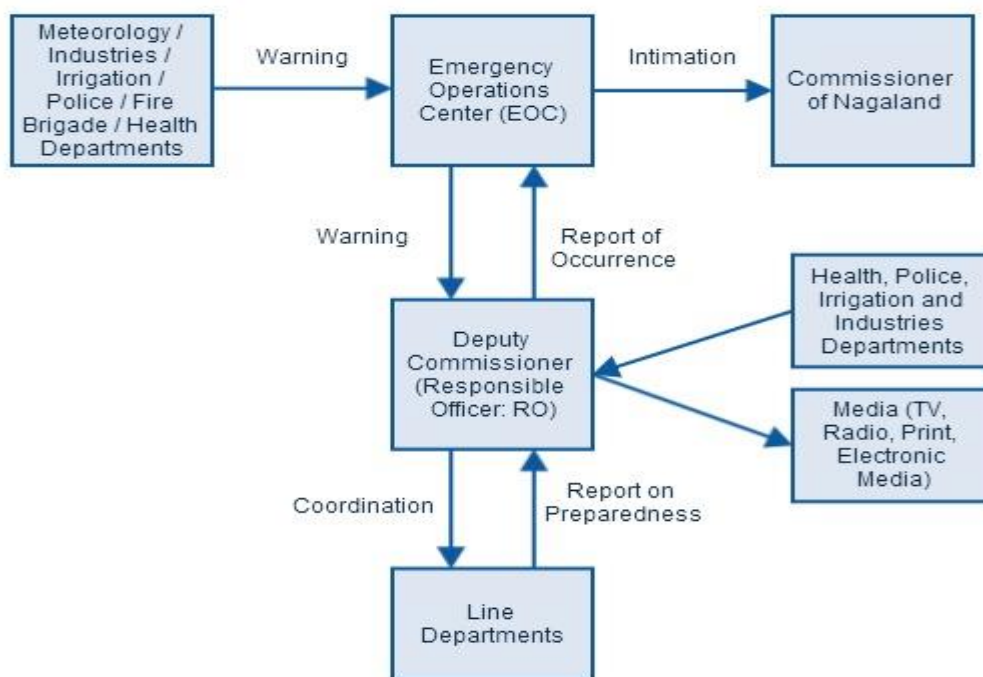 Meteorology /
Industries /
Irrigation /
Police / Fire
Brigade / Health
Departments
Warning
Emergency
Operations
Center (EOC)
Intimation
Commissioner
of Nagaland
Warning
Report of
Occurrence
Health, Police,
Irrigation and
Industries
Departments
Deputy
Commissioner
(Responsible
Officer: RO)
Media (TV,
Radio, Print,
Electronic
Media)
Coordination
Report on
Preparedness
Line
Departments